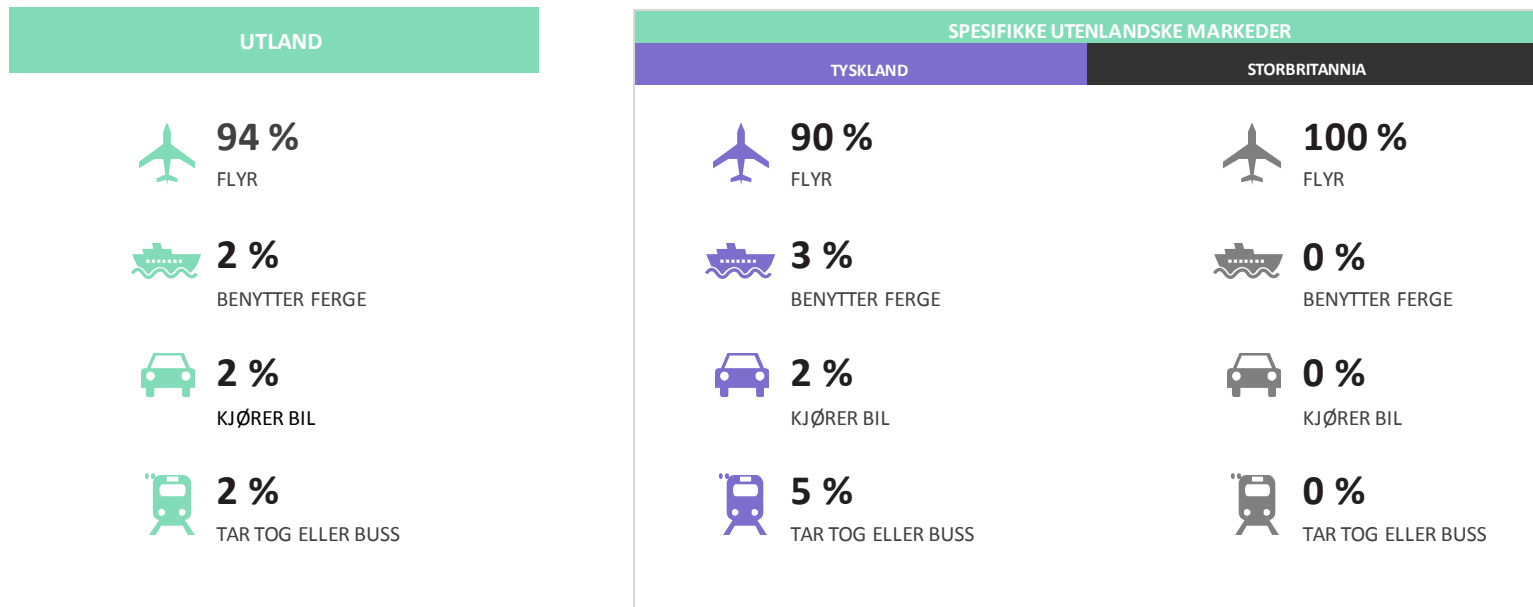 UTLAND
94 %
FLYR
2 %
BENYTTER FERGE
2 %
KJØRER BIL
2 %
TAR TOG ELLER BUSS
SPESIFIKKE UTENLANDSKE MARKEDER
TYSKLAND
90 %
FLYR
3 %
BENYTTER FERGE
2 %
KJØRER BIL
5 %
TAR TOG ELLER BUSS
STORBRITANNIA
100 %
FLYR
0 %
BENYTTER FERGE
0 %
KJØRER BIL
0 %
TAR TOG ELLER BUSS